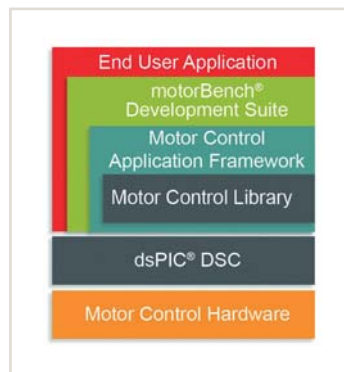 End User Application
motorBench®
Development Suite
Motor Control
Application Framework
Motor Control Library
dsPIC® DSC
Motor Control Hardware